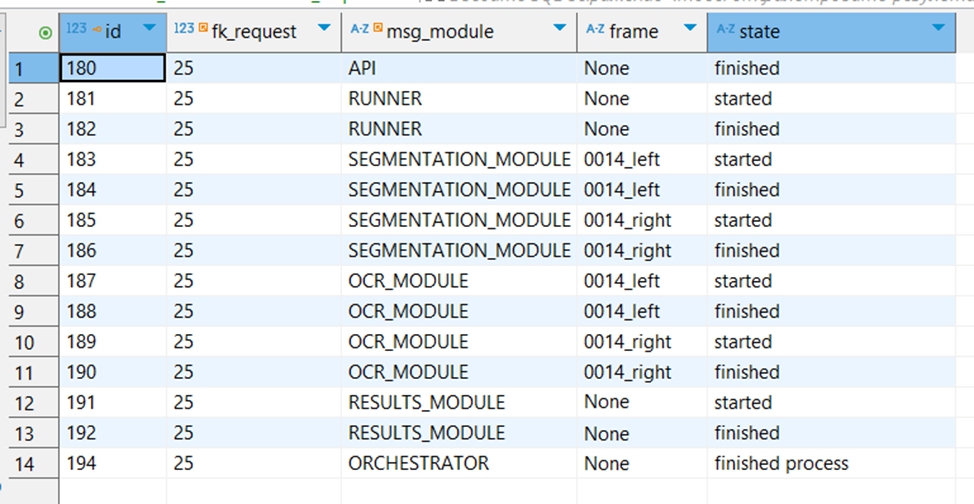 123 id 123 fk_request A-Z msg_module A-Z frame A-Z state
1 180 25 API None finished
2 181 25 RUNNER None started
3 182 25 RUNNER None finished
4 183 25 SEGMENTATION_MODULE 0014_left started
5 184 25 SEGMENTATION_MODULE 0014_left finished
6 185 25 SEGMENTATION_MODULE 0014_right started
7 186 25 SEGMENTATION_MODULE 0014_right finished
8 187 25 OCR_MODULE 0014_left started
9 188 25 OCR_MODULE 0014_left finished
10 189 25 OCR_MODULE 0014_right started
11 190 25 OCR_MODULE 0014_right finished
12 191 25 RESULTS_MODULE None started
13 192 25 RESULTS_MODULE None finished
14 194 25 ORCHESTRATOR None finished process